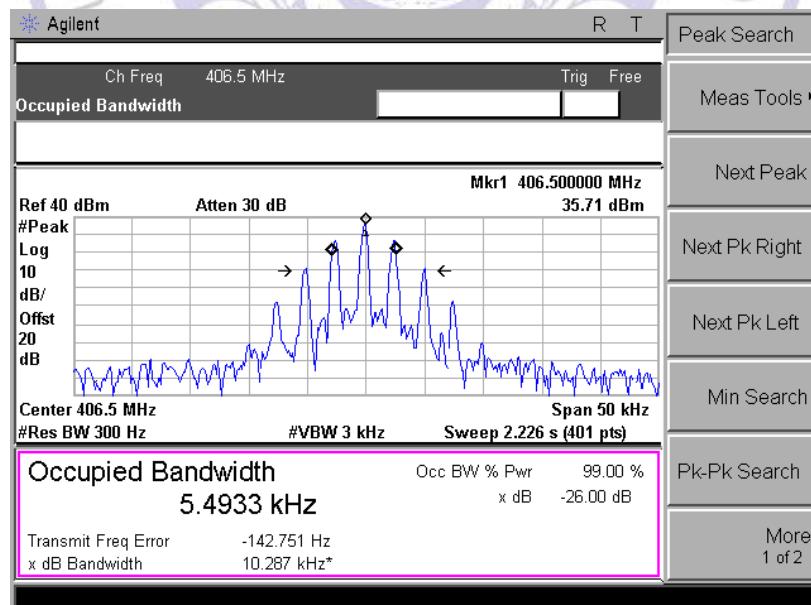 Agilent R T
Peak Search
Ch Freq 406.5 MHz Trig Free
Occupied Bandwidth
Meas Tools
Next Peak
Mkr1 406.500000 MHz
Ref 40 dBm Atten 30 dB 35.71 dBm
#Peak
1
Log
10
dB/
Offst
20
dB
Next Pk Right
Next Pk Left
Center 406.5 MHz Span 50 kHz
#Res BW 300 Hz #VBW 3 kHz Sweep 2.226 s (401 pts)
Min Search
Occupied Bandwidth Occ BW % Pwr 99.00 %
5.4933 kHz x dB -26.00 dB
Transmit Freq Error -142.751 Hz
x dB Bandwidth 10.287 kHz*
Pk-Pk Search
More
1 of 2